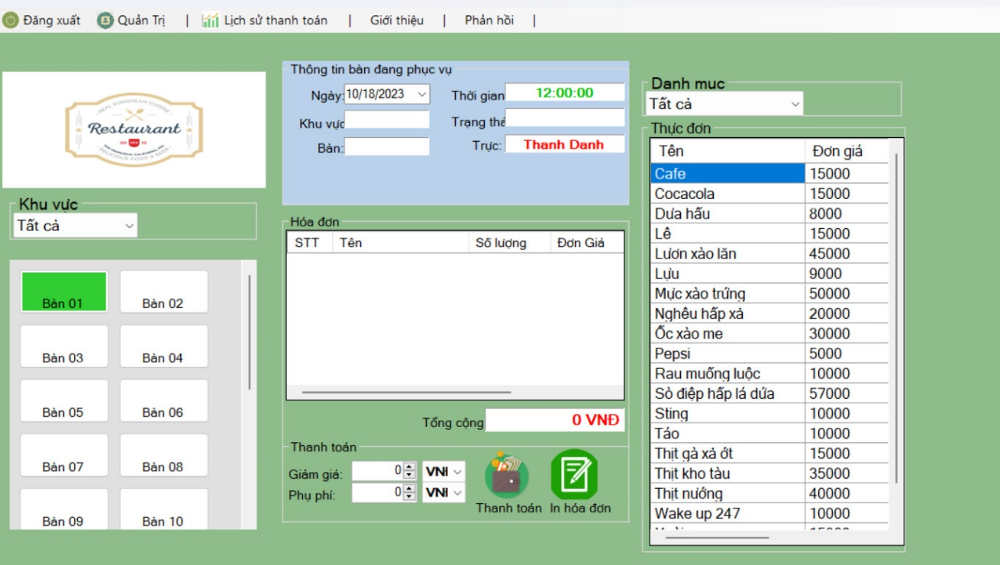 Đăng xuất Quản Trị | Lịch sử thanh toán | Giới thiệu | Phản hồi |
REAL EUROPEAN CUISINE
Restaurant
DELICIOUS FOOD & BEER
Khu vực
Tất cả
Bàn 01 Bàn 02
Bàn 03 Bàn 04
Bàn 05 Bàn 06
Bàn 07 Bàn 08
Bàn 09 Bàn 10
Thông tin bàn đang phục vụ
Ngày: 10/18/2023 Thời gian 12:00:00
Khu vực Trạng thá
Bàn: Trực: Thanh Danh
Hóa đơn
STT Tên Số lượng Đơn Giá
Tổng cộng 0 VNĐ
Thanh toán
Giảm giá: 0 VNI
Phụ phí: 0 VNI
Thanh toán In hóa đơn
Danh mục
Tất cả
Thực đơn
Tên Đơn giá
Cafe 15000
Cocacola 15000
Dưa hấu 8000
Lê 15000
Lươn xào lăn 45000
Lựu 9000
Mực xào trứng 50000
Nghêu hấp xả 20000
Ốc xào me 30000
Pepsi 5000
Rau muống luộc 10000
Sò điệp hấp lá dứa 57000
Sting 10000
Táo 10000
Thịt gà xả ớt 15000
Thịt kho tàu 35000
Thịt nướng 40000
Wake up 247 10000